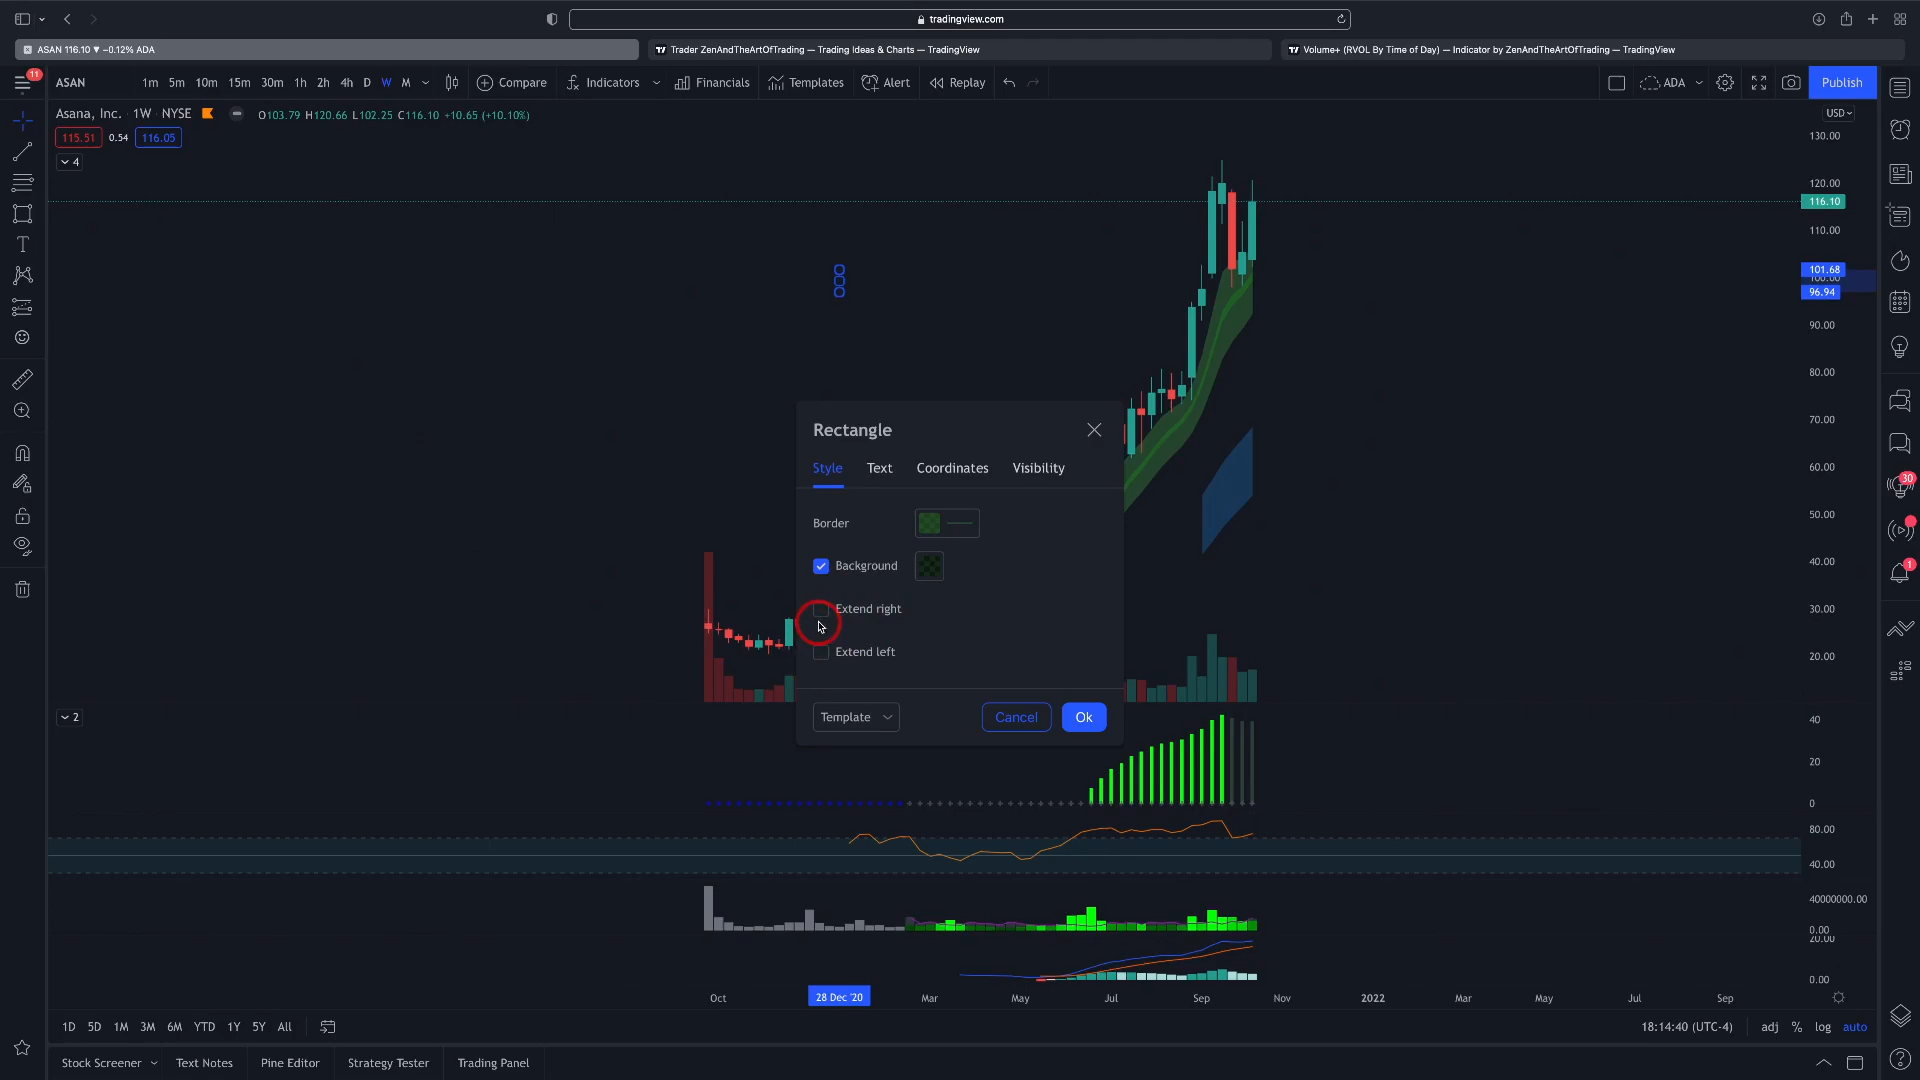 tradingview.com
ASAN 116.10 ▼ −0.12% ADA
Trader ZenAndTheArtOfTrading — Trading Ideas & Charts — TradingView
Volume+ (RVOL By Time of Day) — Indicator by ZenAndTheArtOfTrading — TradingView
11
ASAN 1m 5m 10m 15m 30m 1h 2h 4h D W M Compare Indicators Financials Templates Alert Replay ADA Publish
Asana, Inc. 1W NYSE O103.79 H120.66 L102.25 C116.10 +10.65 (+10.10%) USD
115.51 0.54 116.05
130.00
4
120.00
116.10
110.00
101.68
100.00
96.94
90.00
80.00
70.00
60.00
50.00
40.00
30.00
20.00
Rectangle
Style Text Coordinates Visibility
Border
Background
Extend right
Extend left
Template Cancel Ok
30
1
2
40
20
0
80.00
40.00
40000000.00
0.00
20.00
0.00
Oct 28 Dec '20 Mar May Jul Sep Nov 2022 Mar May Jul Sep
1D 5D 1M 3M 6M YTD 1Y 5Y All 18:14:40 (UTC-4) adj % log auto
Stock Screener Text Notes Pine Editor Strategy Tester Trading Panel